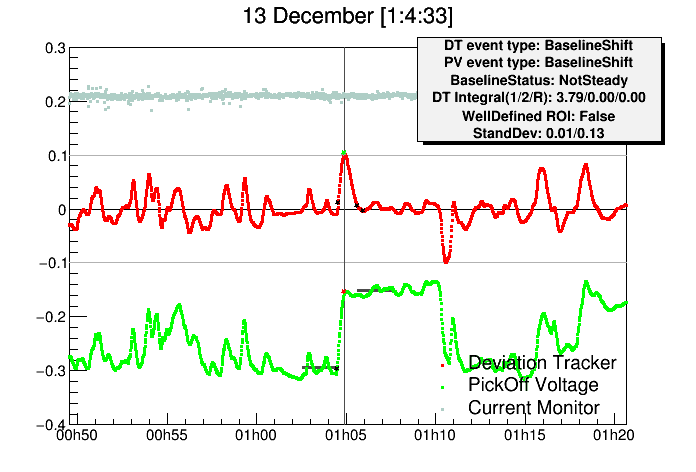 13 December [1:4:33]
DT event type: BaselineShift
PV event type: BaselineShift
BaselineStatus: NotSteady
DT Integral(1/2/R): 3.79/0.00/0.00
WellDefined ROI: False
StandDev: 0.01/0.13
0.3
0.2
0.1
0
−0.1
−0.2
−0.3
−0.4
Deviation Tracker
PickOff Voltage
Current Monitor
00h50 00h55 01h00 01h05 01h10 01h15 01h20